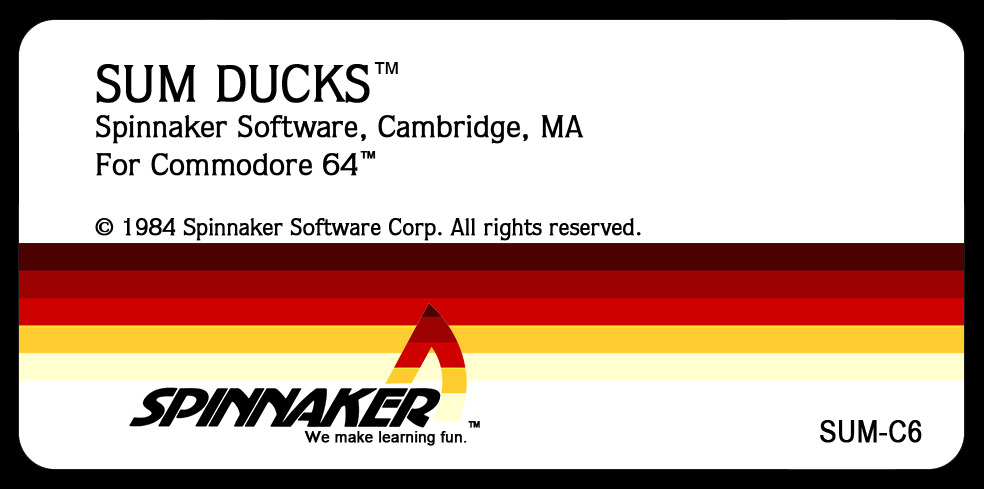 SUM DUCKS™
Spinnaker Software, Cambridge, MA
For Commodore 64™
© 1984 Spinnaker Software Corp. All rights reserved.
SPINNAKER™
We make learning fun.
SUM-C6